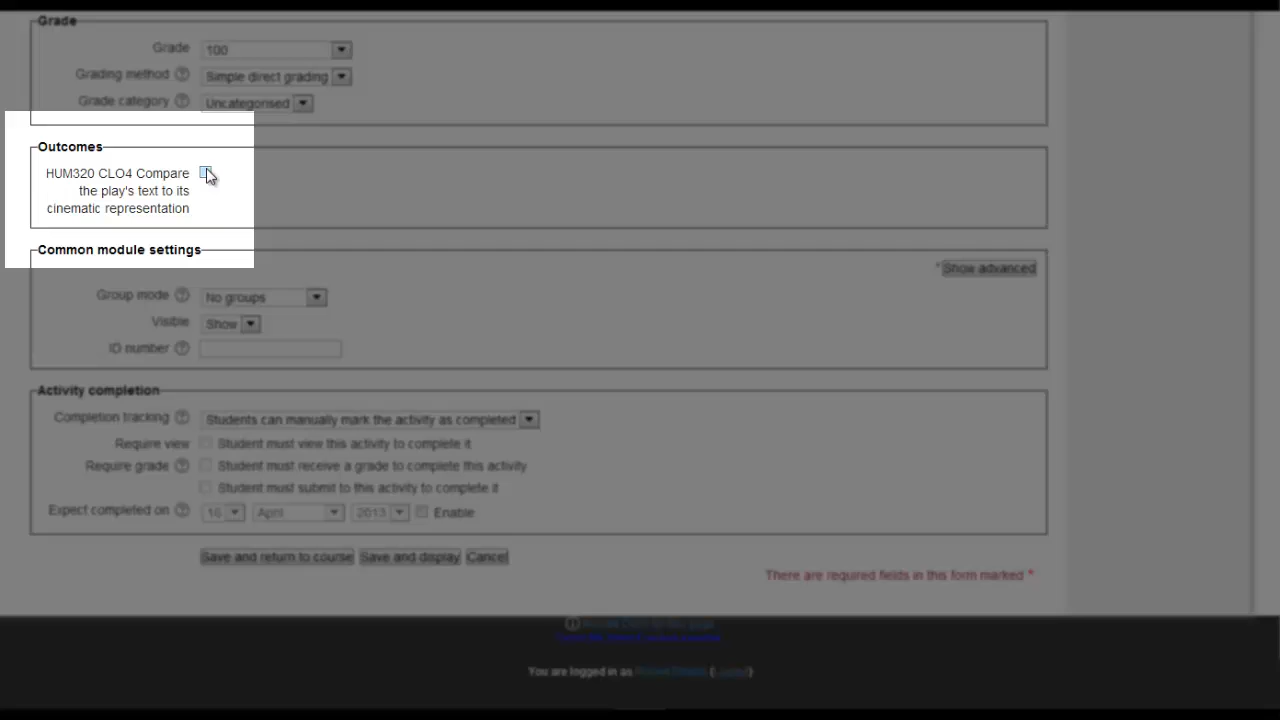 Grade
Grade 100
Grading method Simple direct grading
Grade category Uncategorised
Outcomes
HUM320 CLO4 Compare
the play's text to its
cinematic representation
Common module settings
* Show advanced
Group mode No groups
Visible Show
ID number
Activity completion
Completion tracking Students can manually mark the activity as completed
Require view Student must view this activity to complete it
Require grade Student must receive a grade to complete this activity
Student must submit to this activity to complete it
Expect completed on 16 April 2013 Enable
Save and return to course Save and display Cancel
There are required fields in this form marked *
You are logged in as